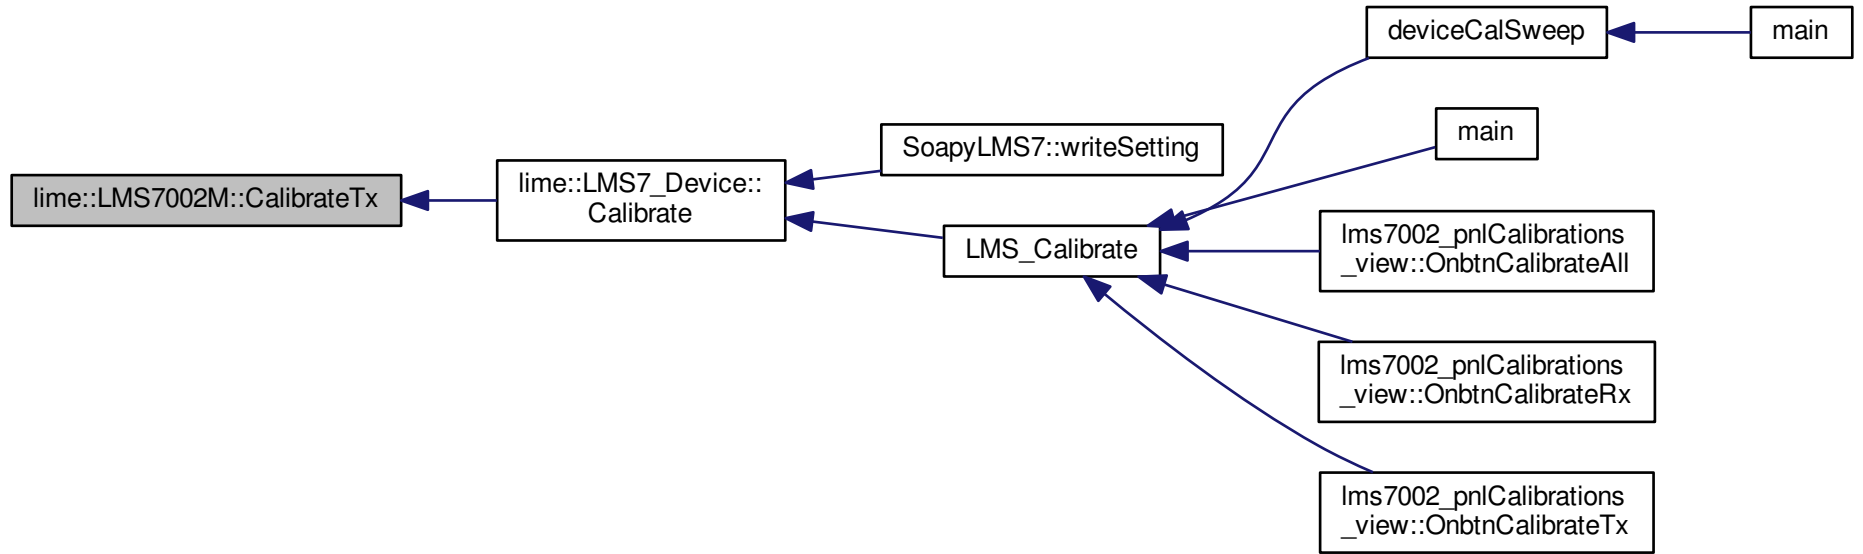 lime::LMS7002M::CalibrateTx
lime::LMS7_Device::
Calibrate
SoapyLMS7::writeSetting
LMS_Calibrate
deviceCalSweep
main
main
lms7002_pnlCalibrations
_view::OnbtnCalibrateAll
lms7002_pnlCalibrations
_view::OnbtnCalibrateRx
lms7002_pnlCalibrations
_view::OnbtnCalibrateTx